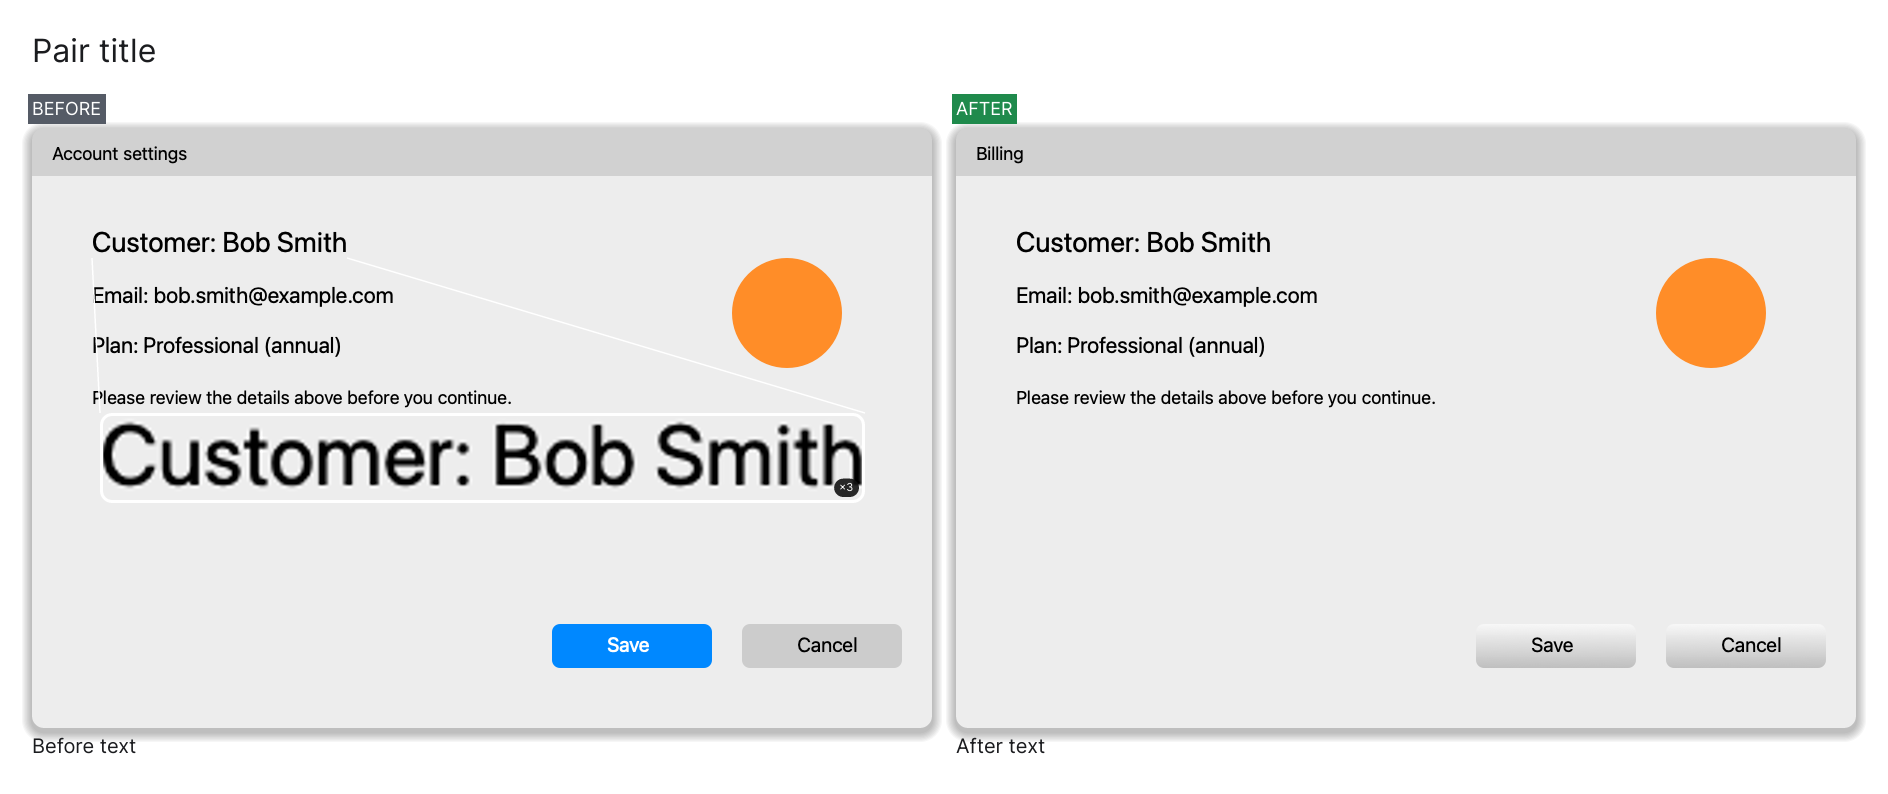 Pair title
BEFORE
Account settings
Customer: Bob Smith
Email: bob.smith@example.com
Plan: Professional (annual)
Please review the details above before you continue.
Customer: Bob Smith
×3
Save
Cancel
Before text
AFTER
Billing
Customer: Bob Smith
Email: bob.smith@example.com
Plan: Professional (annual)
Please review the details above before you continue.
Save
Cancel
After text